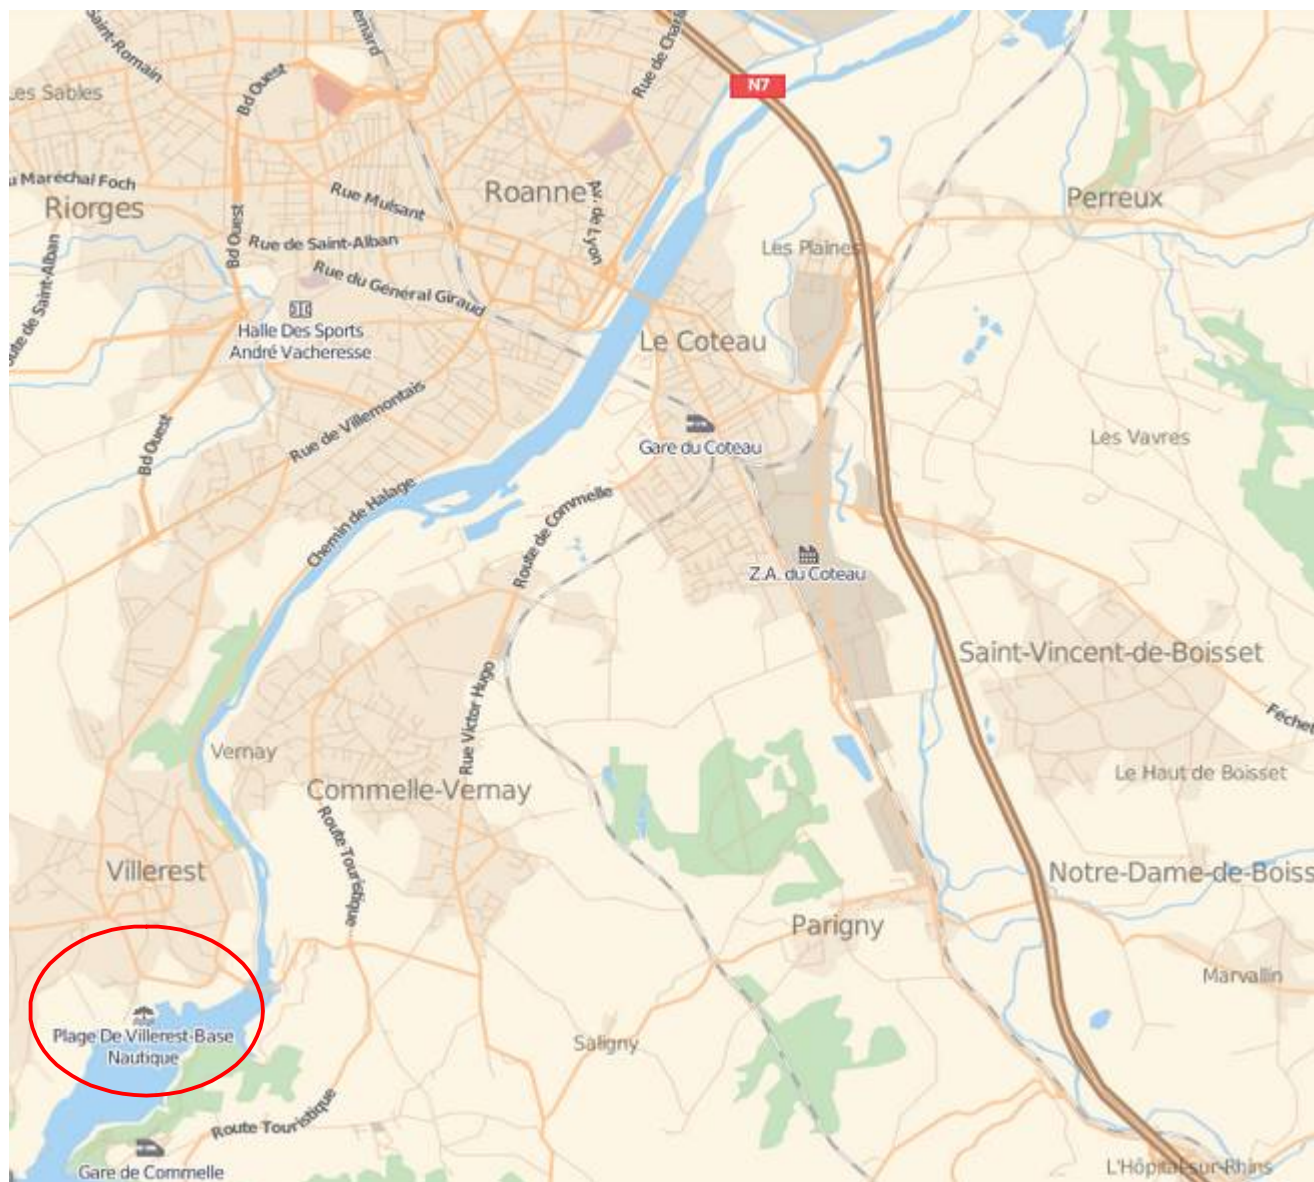 Saint-Romain
Rue de
N7
Bd Ouest
Les Sables
u Maréchal Foch
Riorges
Rue Mulsant
Roanne
Av. de Lyon
Perreux
Bd Ouest
Rue de Saint-Alban
Les Plaines
Rue du Général Giraud
oute de Saint-Alban
Halle Des Sports
André Vacheresse
Le Coteau
Rue de Villemontais
Bd Ouest
Gare du Coteau
Les Vavres
Chemin de Halage
Route de Commelle
Z.A. du Coteau
Saint-Vincent-de-Boisset
Rue Victor Hugo
Féchet
Vernay
Le Haut de Boisset
Commelle-Vernay
Route Touristique
Villerest
Notre-Dame-de-Boiss
Parigny
Marvallin
Plage De Villerest-Base
Nautique
Saligny
Route Touristique
Gare de Commelle
L'Hôpital-sur-Rhins